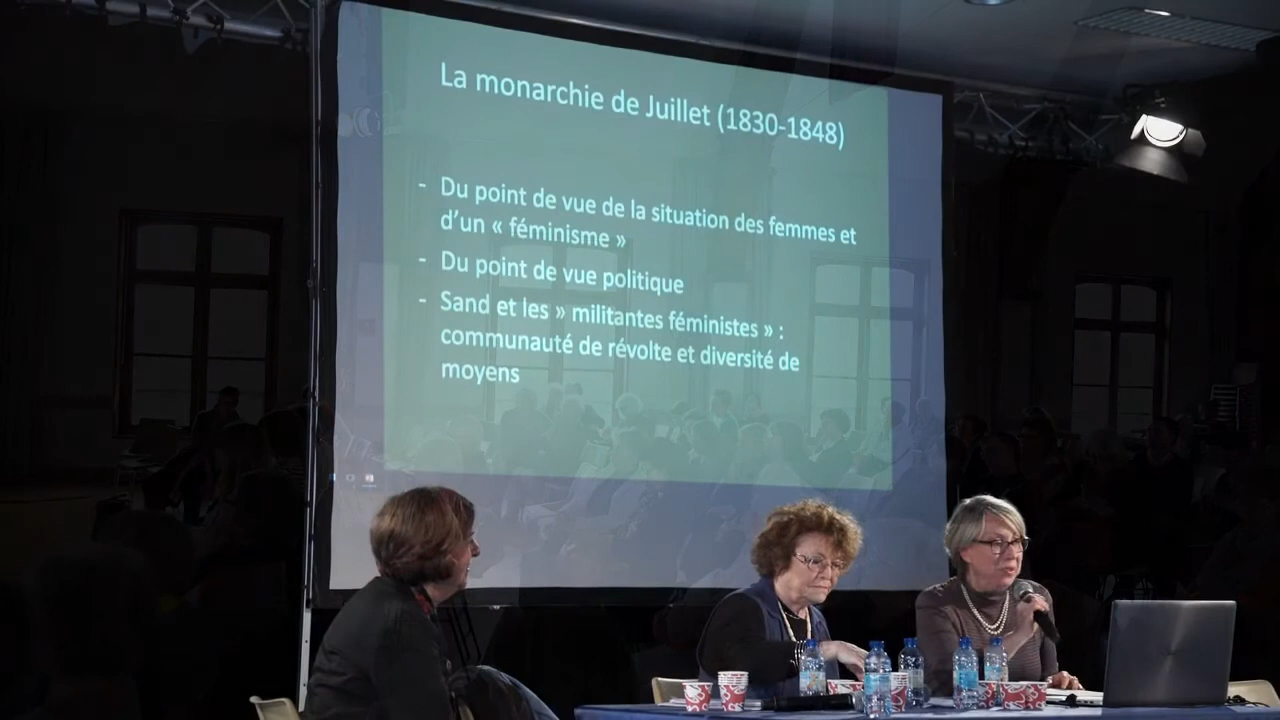 La monarchie de Juillet (1830-1848)
- Du point de vue de la situation des femmes et
d'un « féminisme »
- Du point de vue politique
- Sand et les » militantes féministes » :
communauté de révolte et diversité de
moyens